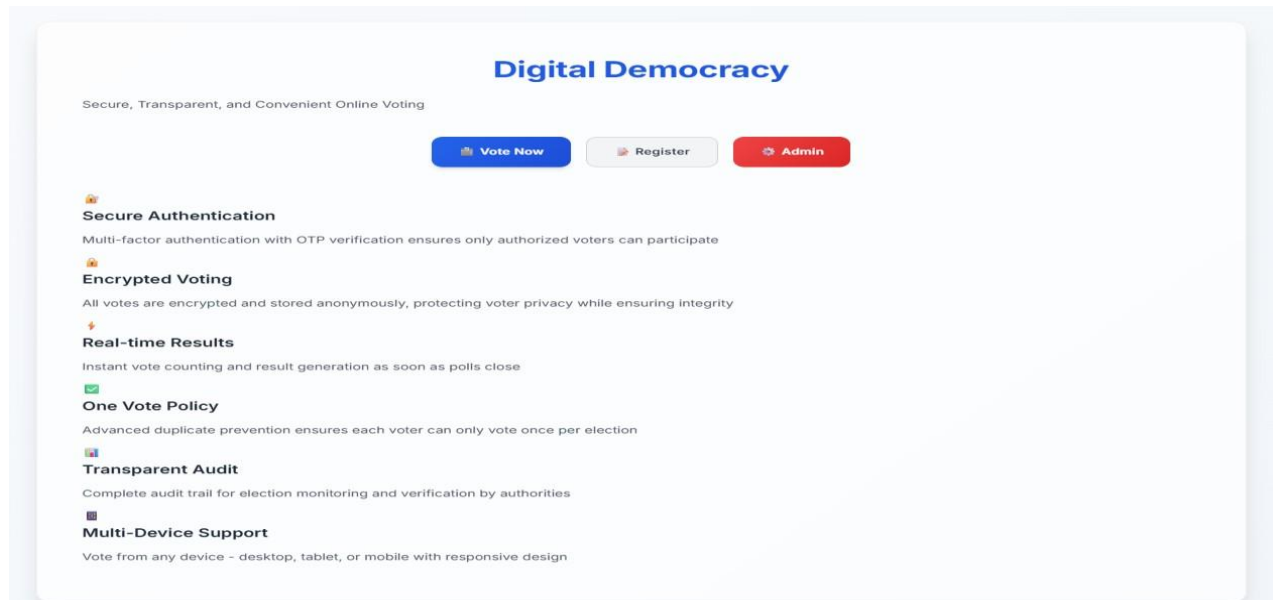 Digital Democracy
Secure, Transparent, and Convenient Online Voting
Vote Now
Register
Admin
Secure Authentication
Multi-factor authentication with OTP verification ensures only authorized voters can participate
Encrypted Voting
All votes are encrypted and stored anonymously, protecting voter privacy while ensuring integrity
Real-time Results
Instant vote counting and result generation as soon as polls close
One Vote Policy
Advanced duplicate prevention ensures each voter can only vote once per election
Transparent Audit
Complete audit trail for election monitoring and verification by authorities
Multi-Device Support
Vote from any device - desktop, tablet, or mobile with responsive design